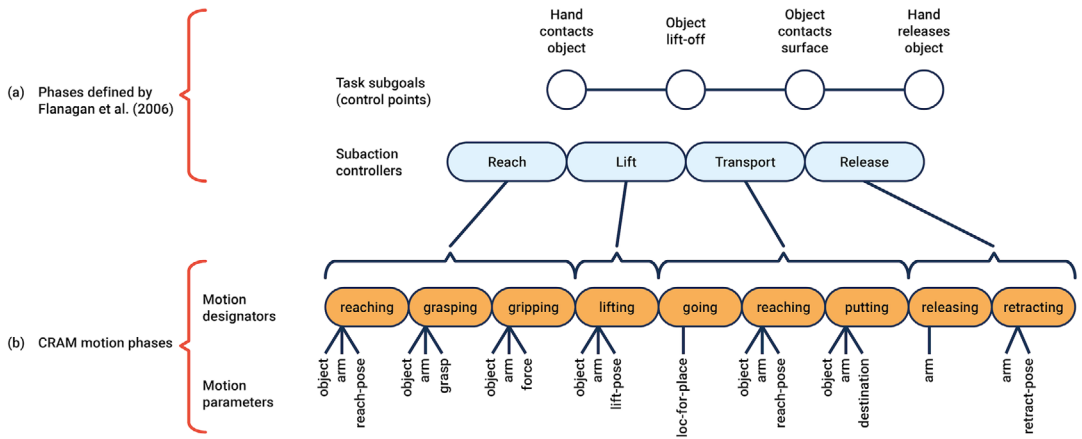 Hand
contacts
object
Object
lift-off
Object
contacts
surface
Hand
releases
object
(a) Phases defined by
Flanagan et al. (2006)
Task subgoals
(control points)
Subaction
controllers
Reach Lift Transport Release
(b) CRAM motion phases
Motion
designators
reaching grasping gripping lifting going reaching putting releasing retracting
Motion
parameters
object
arm
reach-pose
object
arm
grasp
object
arm
force
object
arm
lift-pose
loc-for-place
object
arm
reach-pose
object
arm
destination
arm
arm
retract-pose